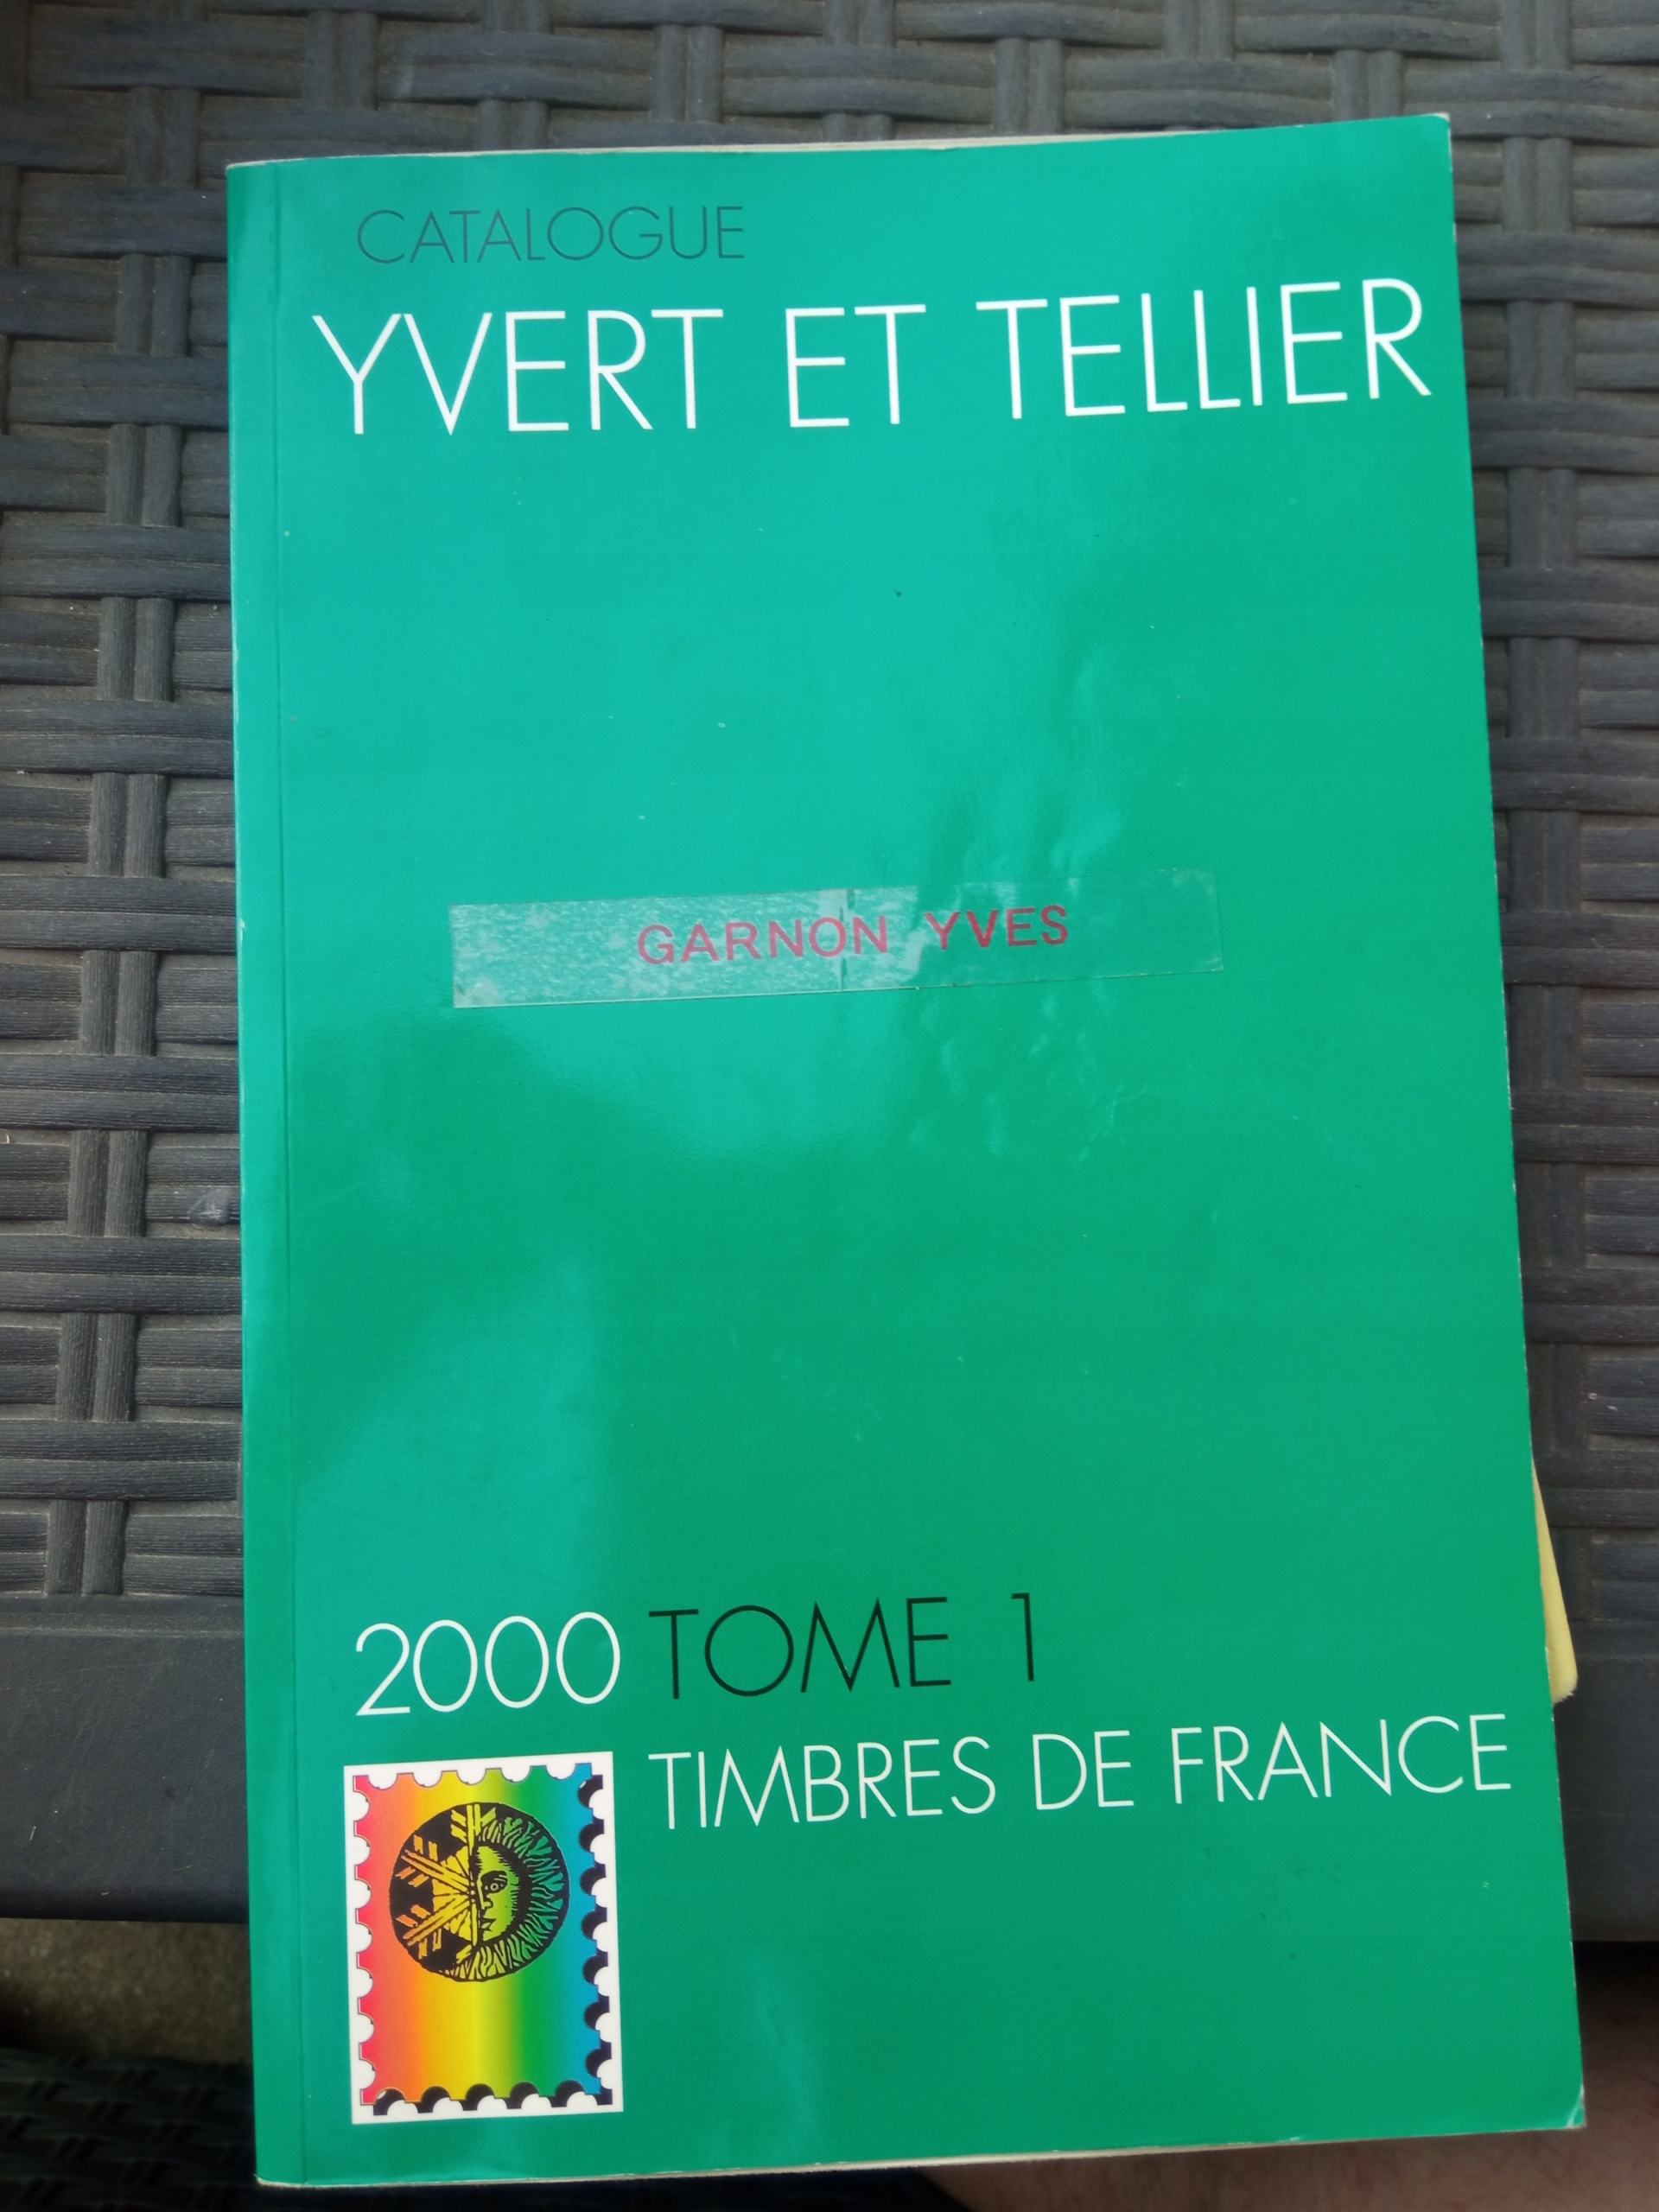 CATALOGUE
YVERT ET TELLIER
GARNON YVES
2000 TOME 1
TIMBRES DE FRANCE